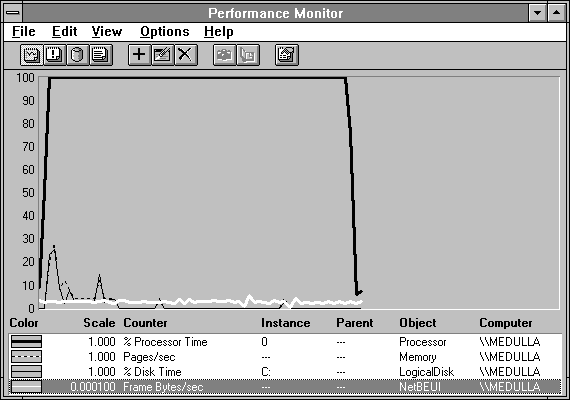 Performance Monitor
File Edit View Options Help
100
90
80
70
60
50
40
30
20
10
0
Color Scale Counter Instance Parent Object Computer
1.000 % Processor Time 0 --- Processor \\MEDULLA
1.000 Pages/sec --- --- Memory \\MEDULLA
1.000 % Disk Time C: --- LogicalDisk \\MEDULLA
0.000100 Frame Bytes/sec --- --- NetBEUI \\MEDULLA